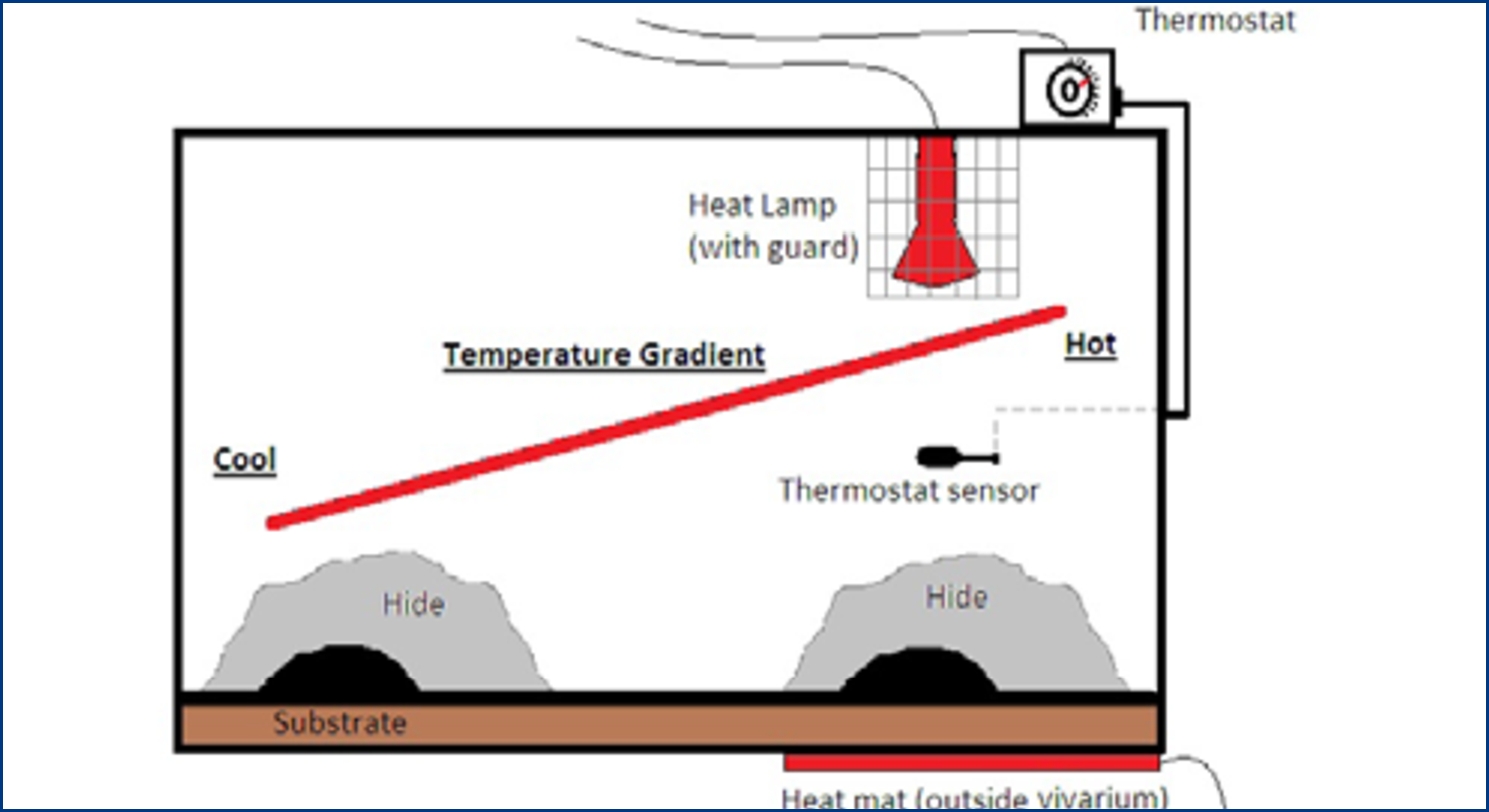 Thermostat
Heat Lamp
(with guard)
Temperature Gradient
Hot
Cool
Thermostat sensor
Hide
Hide
Substrate
Heat mat (outside vivarium)